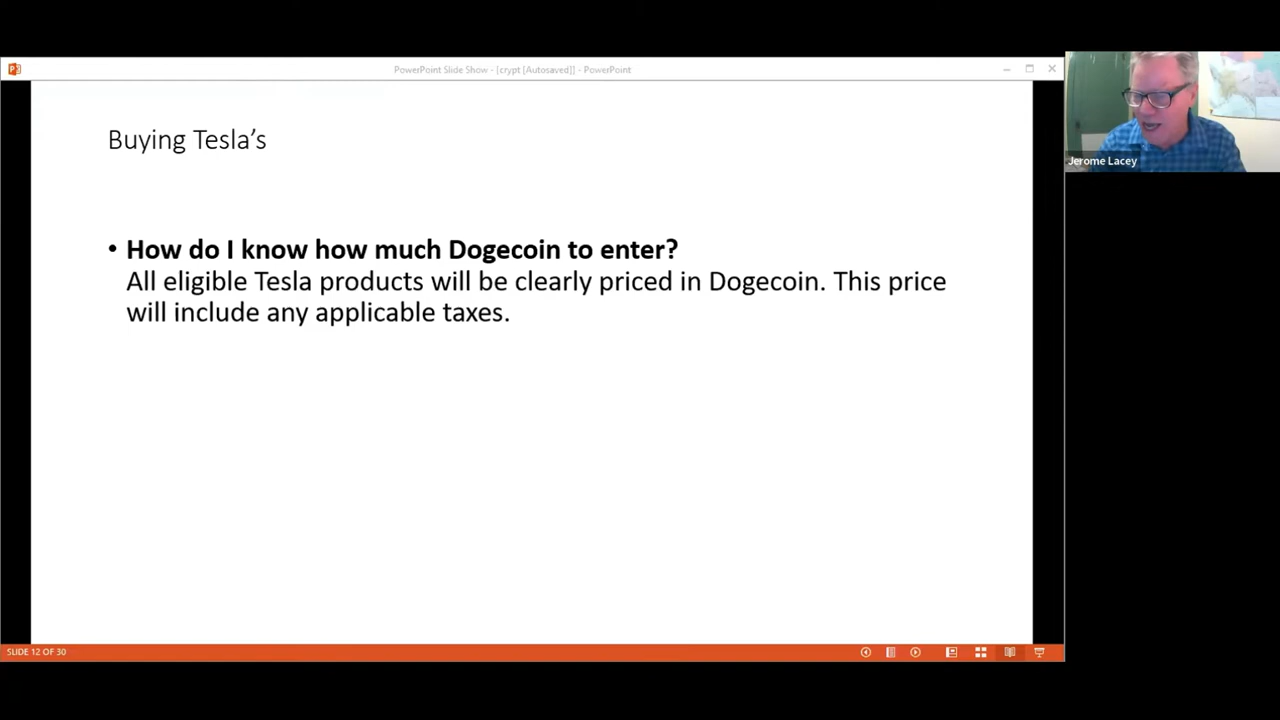 PowerPoint Slide Show - [crypt [Autosaved]] - PowerPoint
Jerome Lacey
Buying Tesla’s
• How do I know how much Dogecoin to enter?
All eligible Tesla products will be clearly priced in Dogecoin. This price
will include any applicable taxes.
SLIDE 12 OF 30